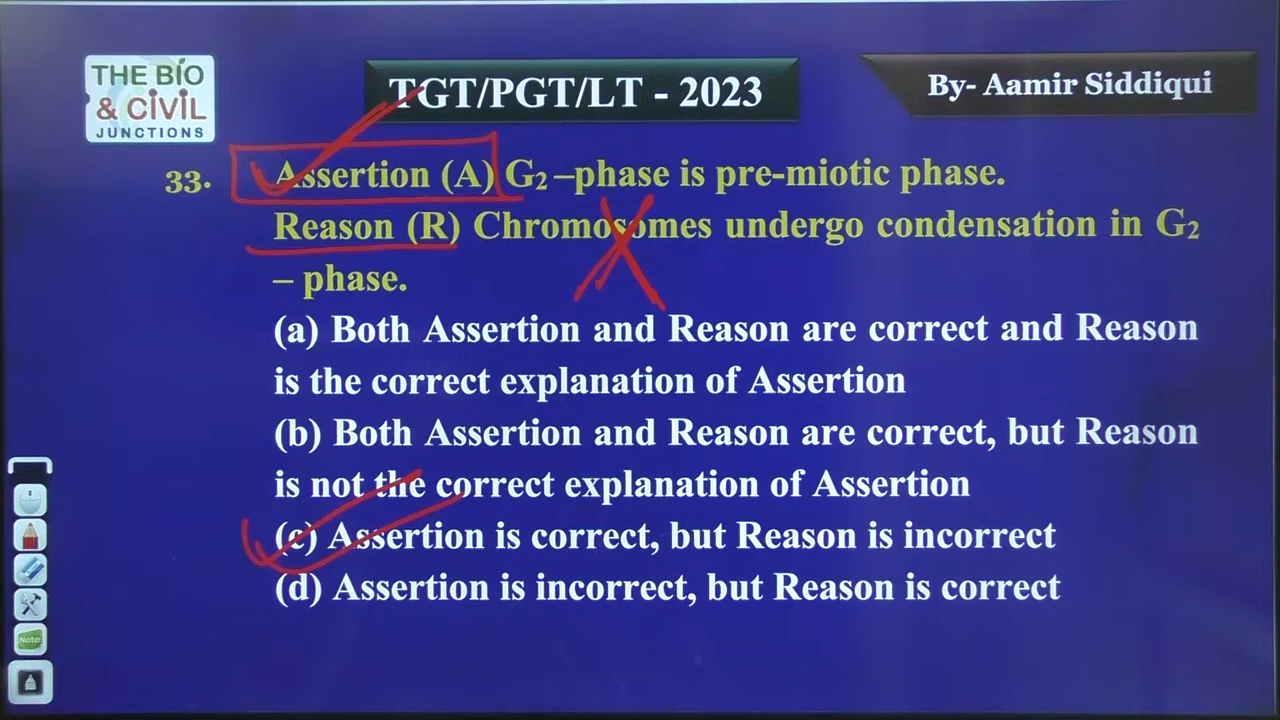 THE BIO
& CIVIL
JUNCTIONS
TGT/PGT/LT - 2023
By- Aamir Siddiqui
33. Assertion (A) G₂ –phase is pre-miotic phase.
Reason (R) Chromosomes undergo condensation in G₂
– phase.
(a) Both Assertion and Reason are correct and Reason
is the correct explanation of Assertion
(b) Both Assertion and Reason are correct, but Reason
is not the correct explanation of Assertion
(c) Assertion is correct, but Reason is incorrect
(d) Assertion is incorrect, but Reason is correct
Note